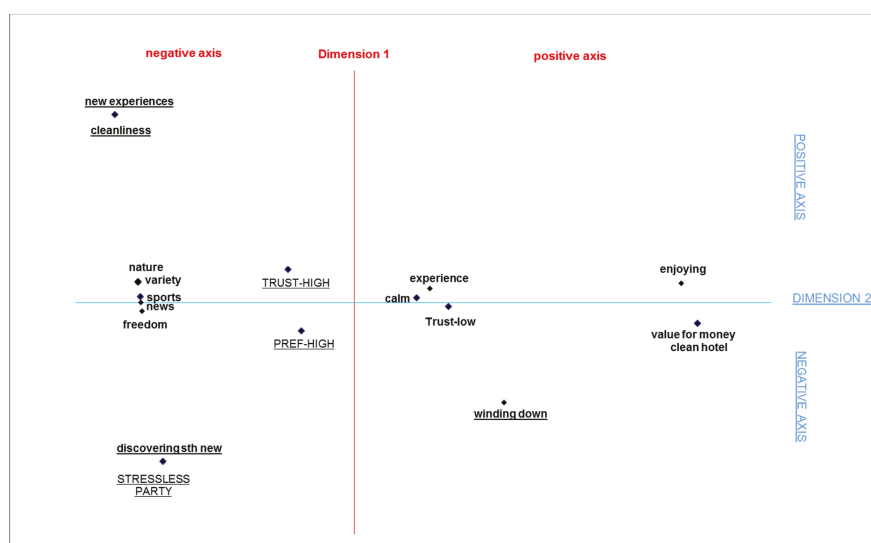 negative axis
Dimension 1
positive axis
new experiences
cleanliness
POSITIVE AXIS
nature
variety
sports
news
freedom
TRUST-HIGH
PREF-HIGH
experience
calm
Trust-low
enjoying
DIMENSION 2
value for money
clean hotel
NEGATIVE AXIS
winding down
discovering sth new
STRESSLESS
PARTY